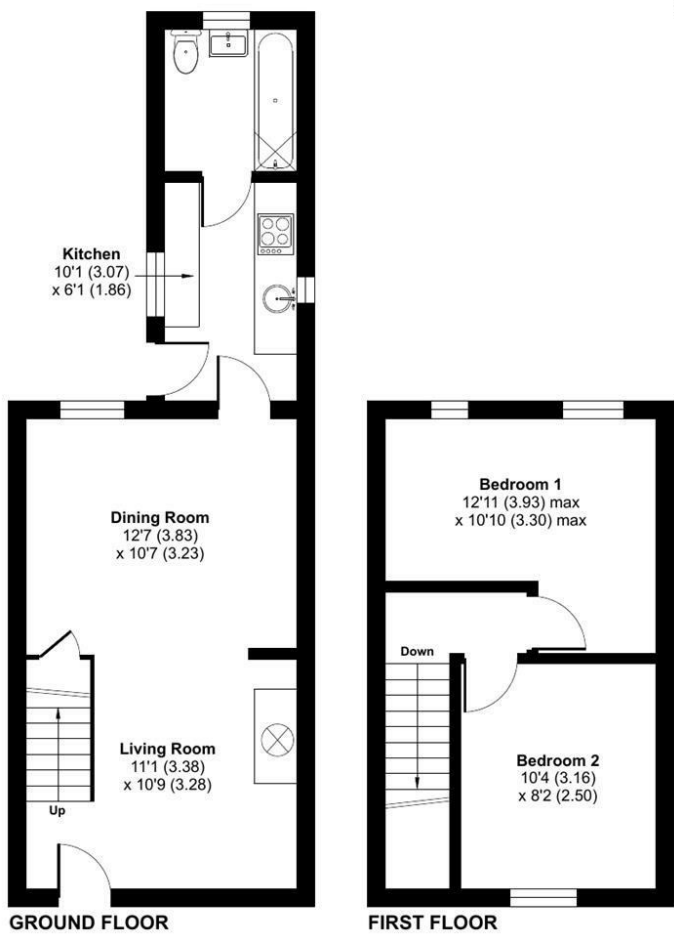 Kitchen
10'1 (3.07)
x 6'1 (1.86)
Dining Room
12'7 (3.83)
x 10'7 (3.23)
Living Room
11'1 (3.38)
x 10'9 (3.28)
Up
GROUND FLOOR
Bedroom 1
12'11 (3.93) max
x 10'10 (3.30) max
Down
Bedroom 2
10'4 (3.16)
x 8'2 (2.50)
FIRST FLOOR